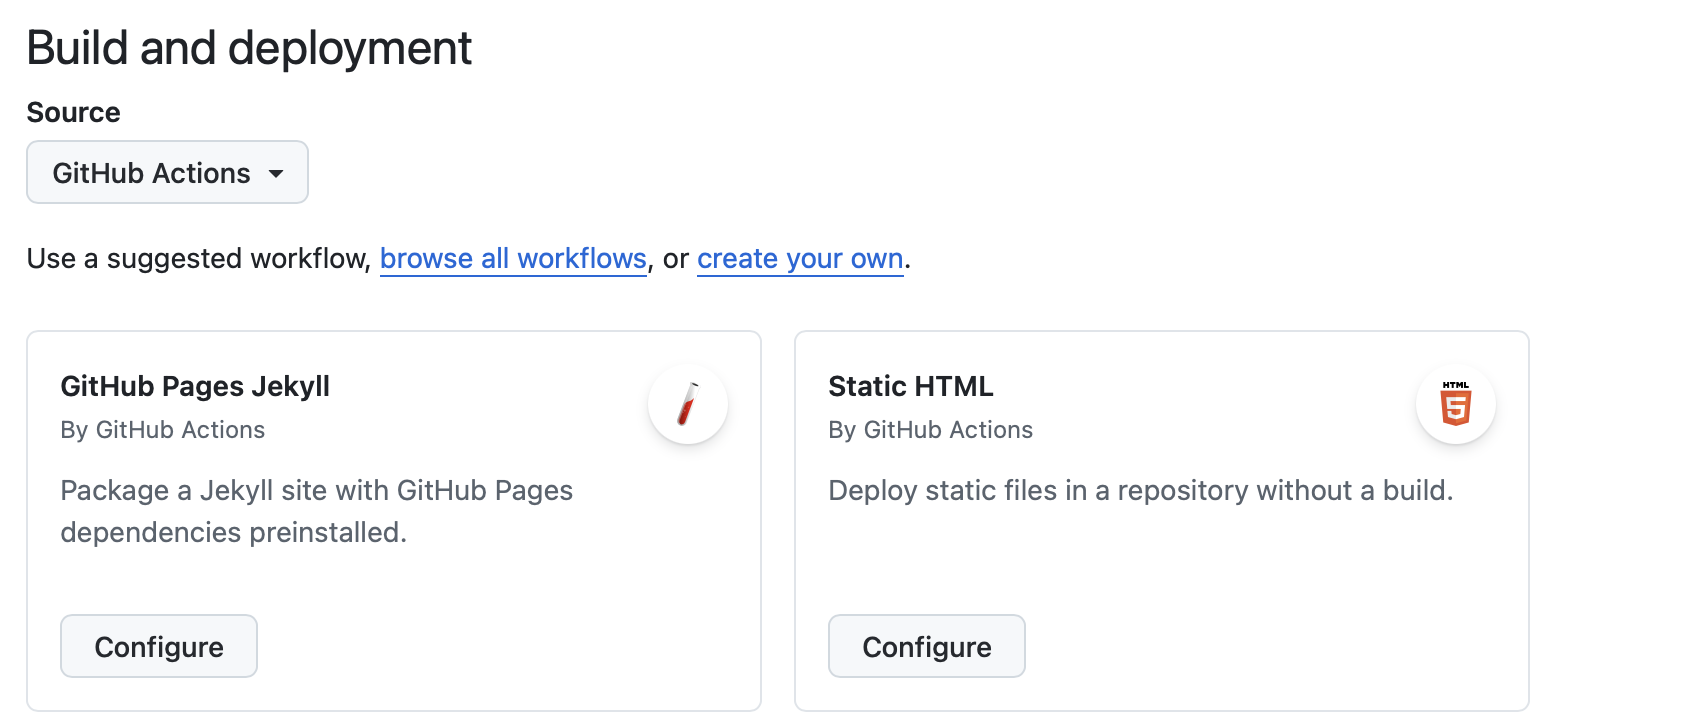 Build and deployment
Source
GitHub Actions
Use a suggested workflow, browse all workflows, or create your own.
GitHub Pages Jekyll
By GitHub Actions
Package a Jekyll site with GitHub Pages
dependencies preinstalled.
Configure
Static HTML
By GitHub Actions
Deploy static files in a repository without a build.
Configure
HTML
5